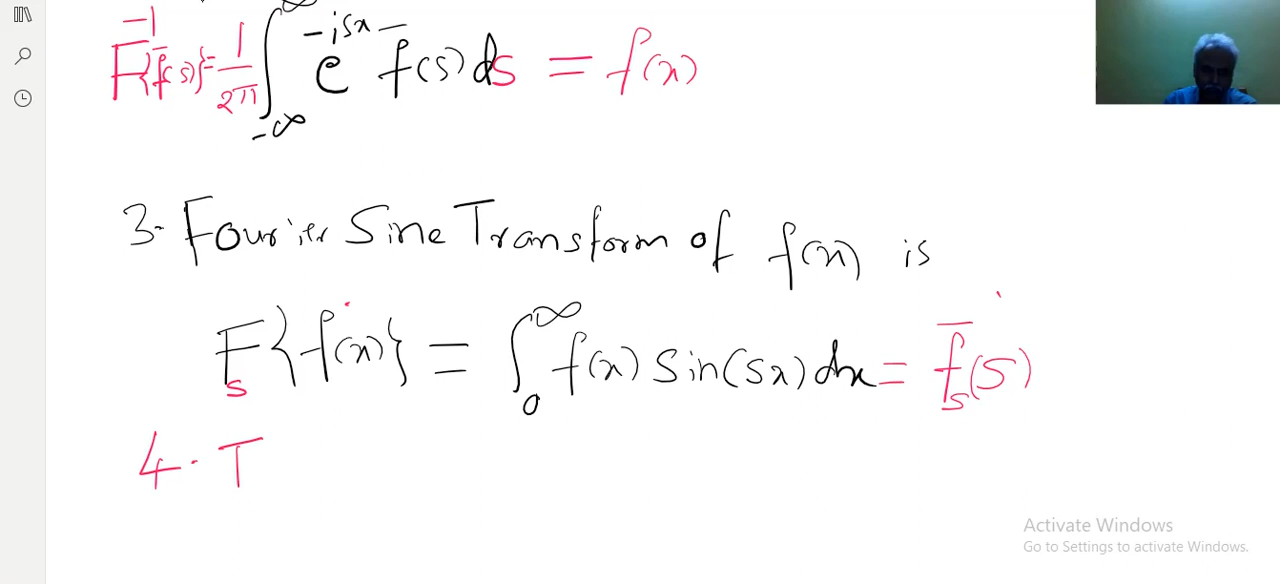 F⁻¹{f̄(s)} = 1/2π ∫_{-∞}^{∞} e^{-isx} f̄(s) ds = f(x)
3. Fourier Sine Transform of f(x) is
F_s{f(x)} = ∫_0^∞ f(x) sin(sx) dx = f̄_s(s)
4. T
Activate Windows
Go to Settings to activate Windows.